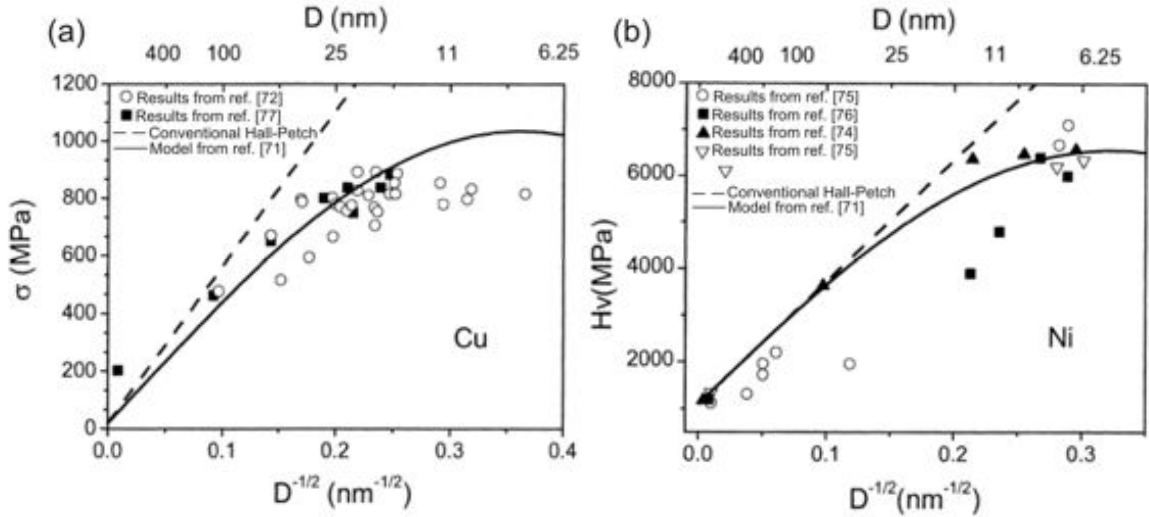 (a)
D (nm)
400 100 25 11 6.25
1200
1000
800
600
400
200
0
σ (MPa)
Results from ref. [72]
Results from ref. [77]
Conventional Hall-Petch
Model from ref. [71]
Cu
0.0 0.1 0.2 0.3 0.4
D-1/2 (nm-1/2)
(b)
D (nm)
400 100 25 11 6.25
8000
6000
4000
2000
Hv(MPa)
Results from ref. [75]
Results from ref. [76]
Results from ref. [74]
Results from ref. [75]
Conventional Hall-Petch
Model from ref. [71]
Ni
0.0 0.1 0.2 0.3
D-1/2(nm-1/2)